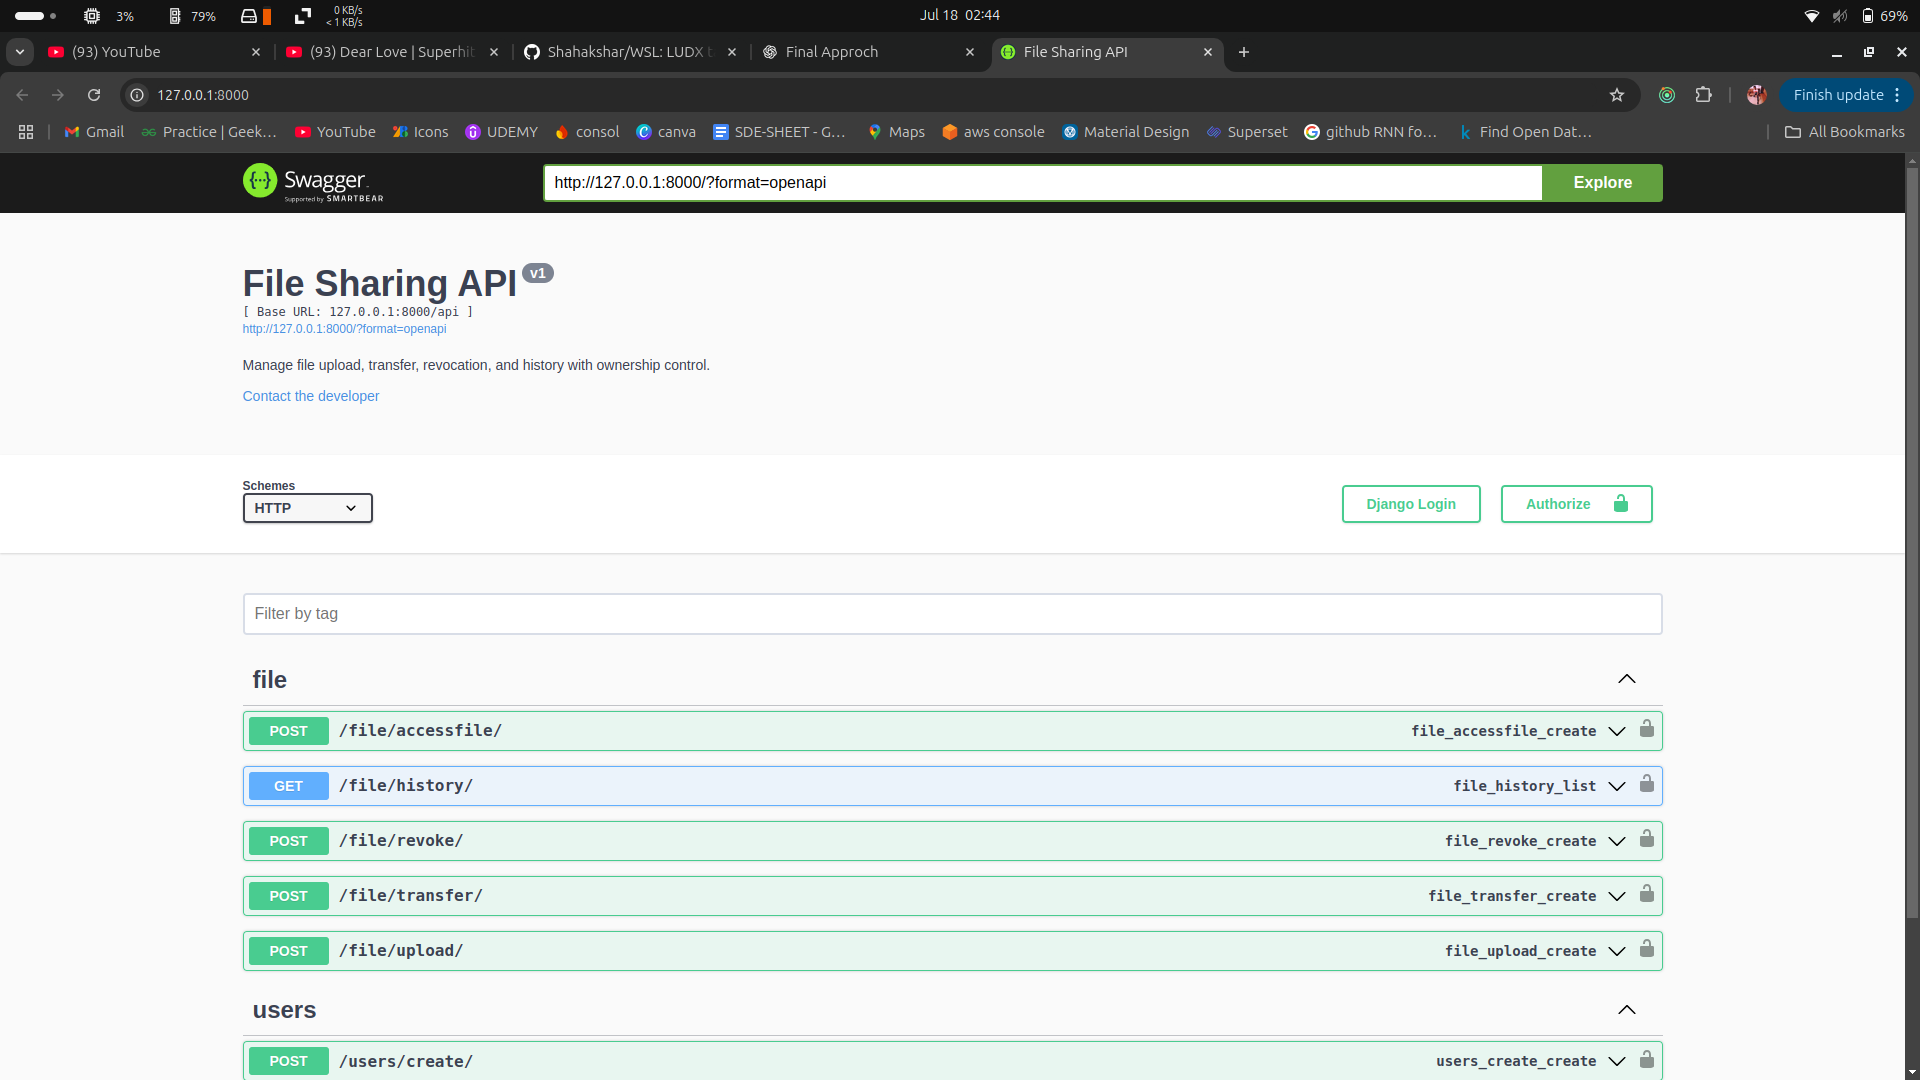 3%
79%
0 KB/s
< 1 KB/s
Jul 18 02:44
69%
(93) YouTube
(93) Dear Love | Superhit
Shahakshar/WSL: LUDX b
Final Approch
File Sharing API
127.0.0.1:8000
Finish update
Gmail
Practice | Geek...
YouTube
Icons
UDEMY
consol
canva
SDE-SHEET - G...
Maps
aws console
Material Design
Superset
github RNN fo...
Find Open Dat...
All Bookmarks
Swagger
Supported by SMARTBEAR
http://127.0.0.1:8000/?format=openapi
Explore
File Sharing API v1
[ Base URL: 127.0.0.1:8000/api ]
http://127.0.0.1:8000/?format=openapi
Manage file upload, transfer, revocation, and history with ownership control.
Contact the developer
Schemes
HTTP
Django Login
Authorize
Filter by tag
file
POST /file/accessfile/ file_accessfile_create
GET /file/history/ file_history_list
POST /file/revoke/ file_revoke_create
POST /file/transfer/ file_transfer_create
POST /file/upload/ file_upload_create
users
POST /users/create/ users_create_create